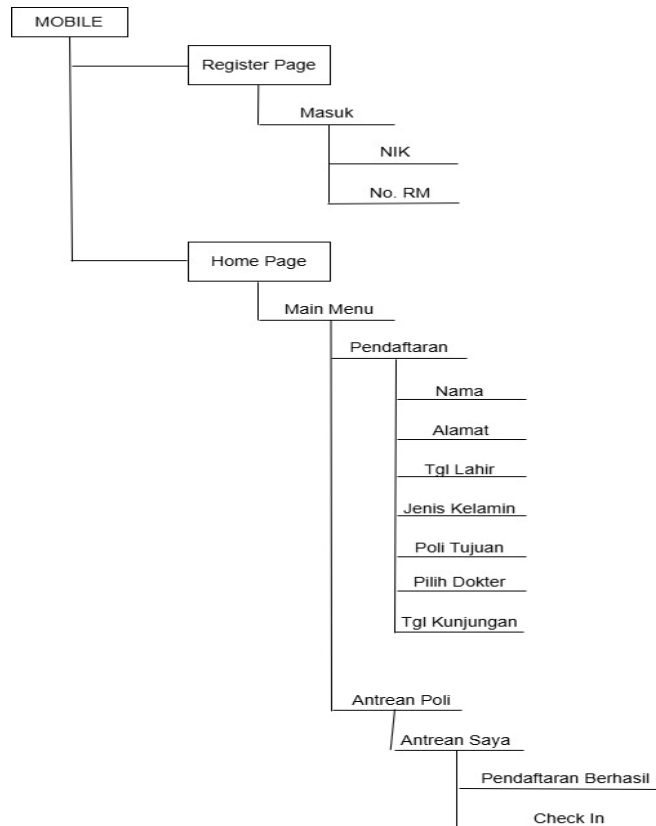 MOBILE
Register Page
Masuk
NIK
No. RM
Home Page
Main Menu
Pendaftaran
Nama
Alamat
Tgl Lahir
Jenis Kelamin
Poli Tujuan
Pilih Dokter
Tgl Kunjungan
Antrean Poli
Antrean Saya
Pendaftaran Berhasil
Check In